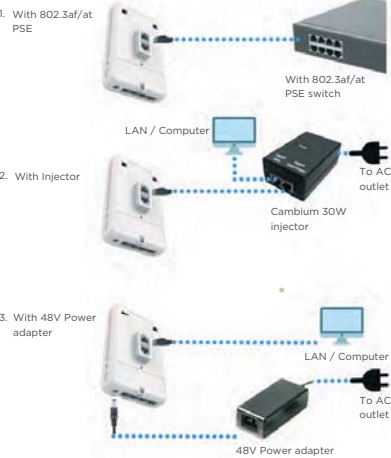 1. With 802.3af/at
PSE
With 802.3af/at
PSE switch
LAN / Computer
To AC
outlet
2. With Injector
Cambium 30W
injector
3. With 48V Power
adapter
LAN / Computer
To AC
outlet
48V Power adapter